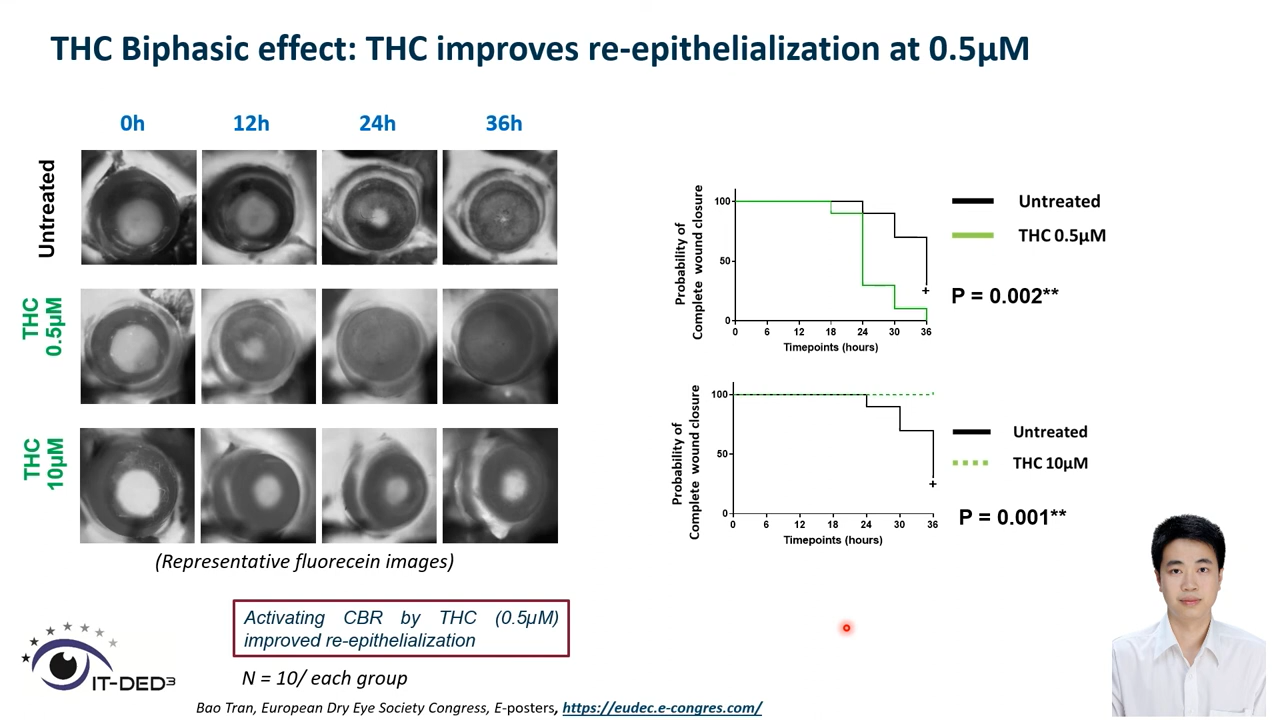 THC Biphasic effect: THC improves re-epithelialization at 0.5µM
0h 12h 24h 36h
Untreated
THC
0.5µM
THC
10µM
(Representative fluorecein images)
Activating CBR by THC (0.5µM)
improved re-epithelialization
N = 10/ each group
IT-DED³
Bao Tran, European Dry Eye Society Congress, E-posters, https://eudec.e-congres.com/
Probability of
Complete wound closure
100
50
0
0 6 12 18 24 30 36
Timepoints (hours)
Untreated
THC 0.5µM
P = 0.002**
Probability of
Complete wound closure
100
50
0
0 6 12 18 24 30 36
Timepoints (hours)
Untreated
THC 10µM
P = 0.001**